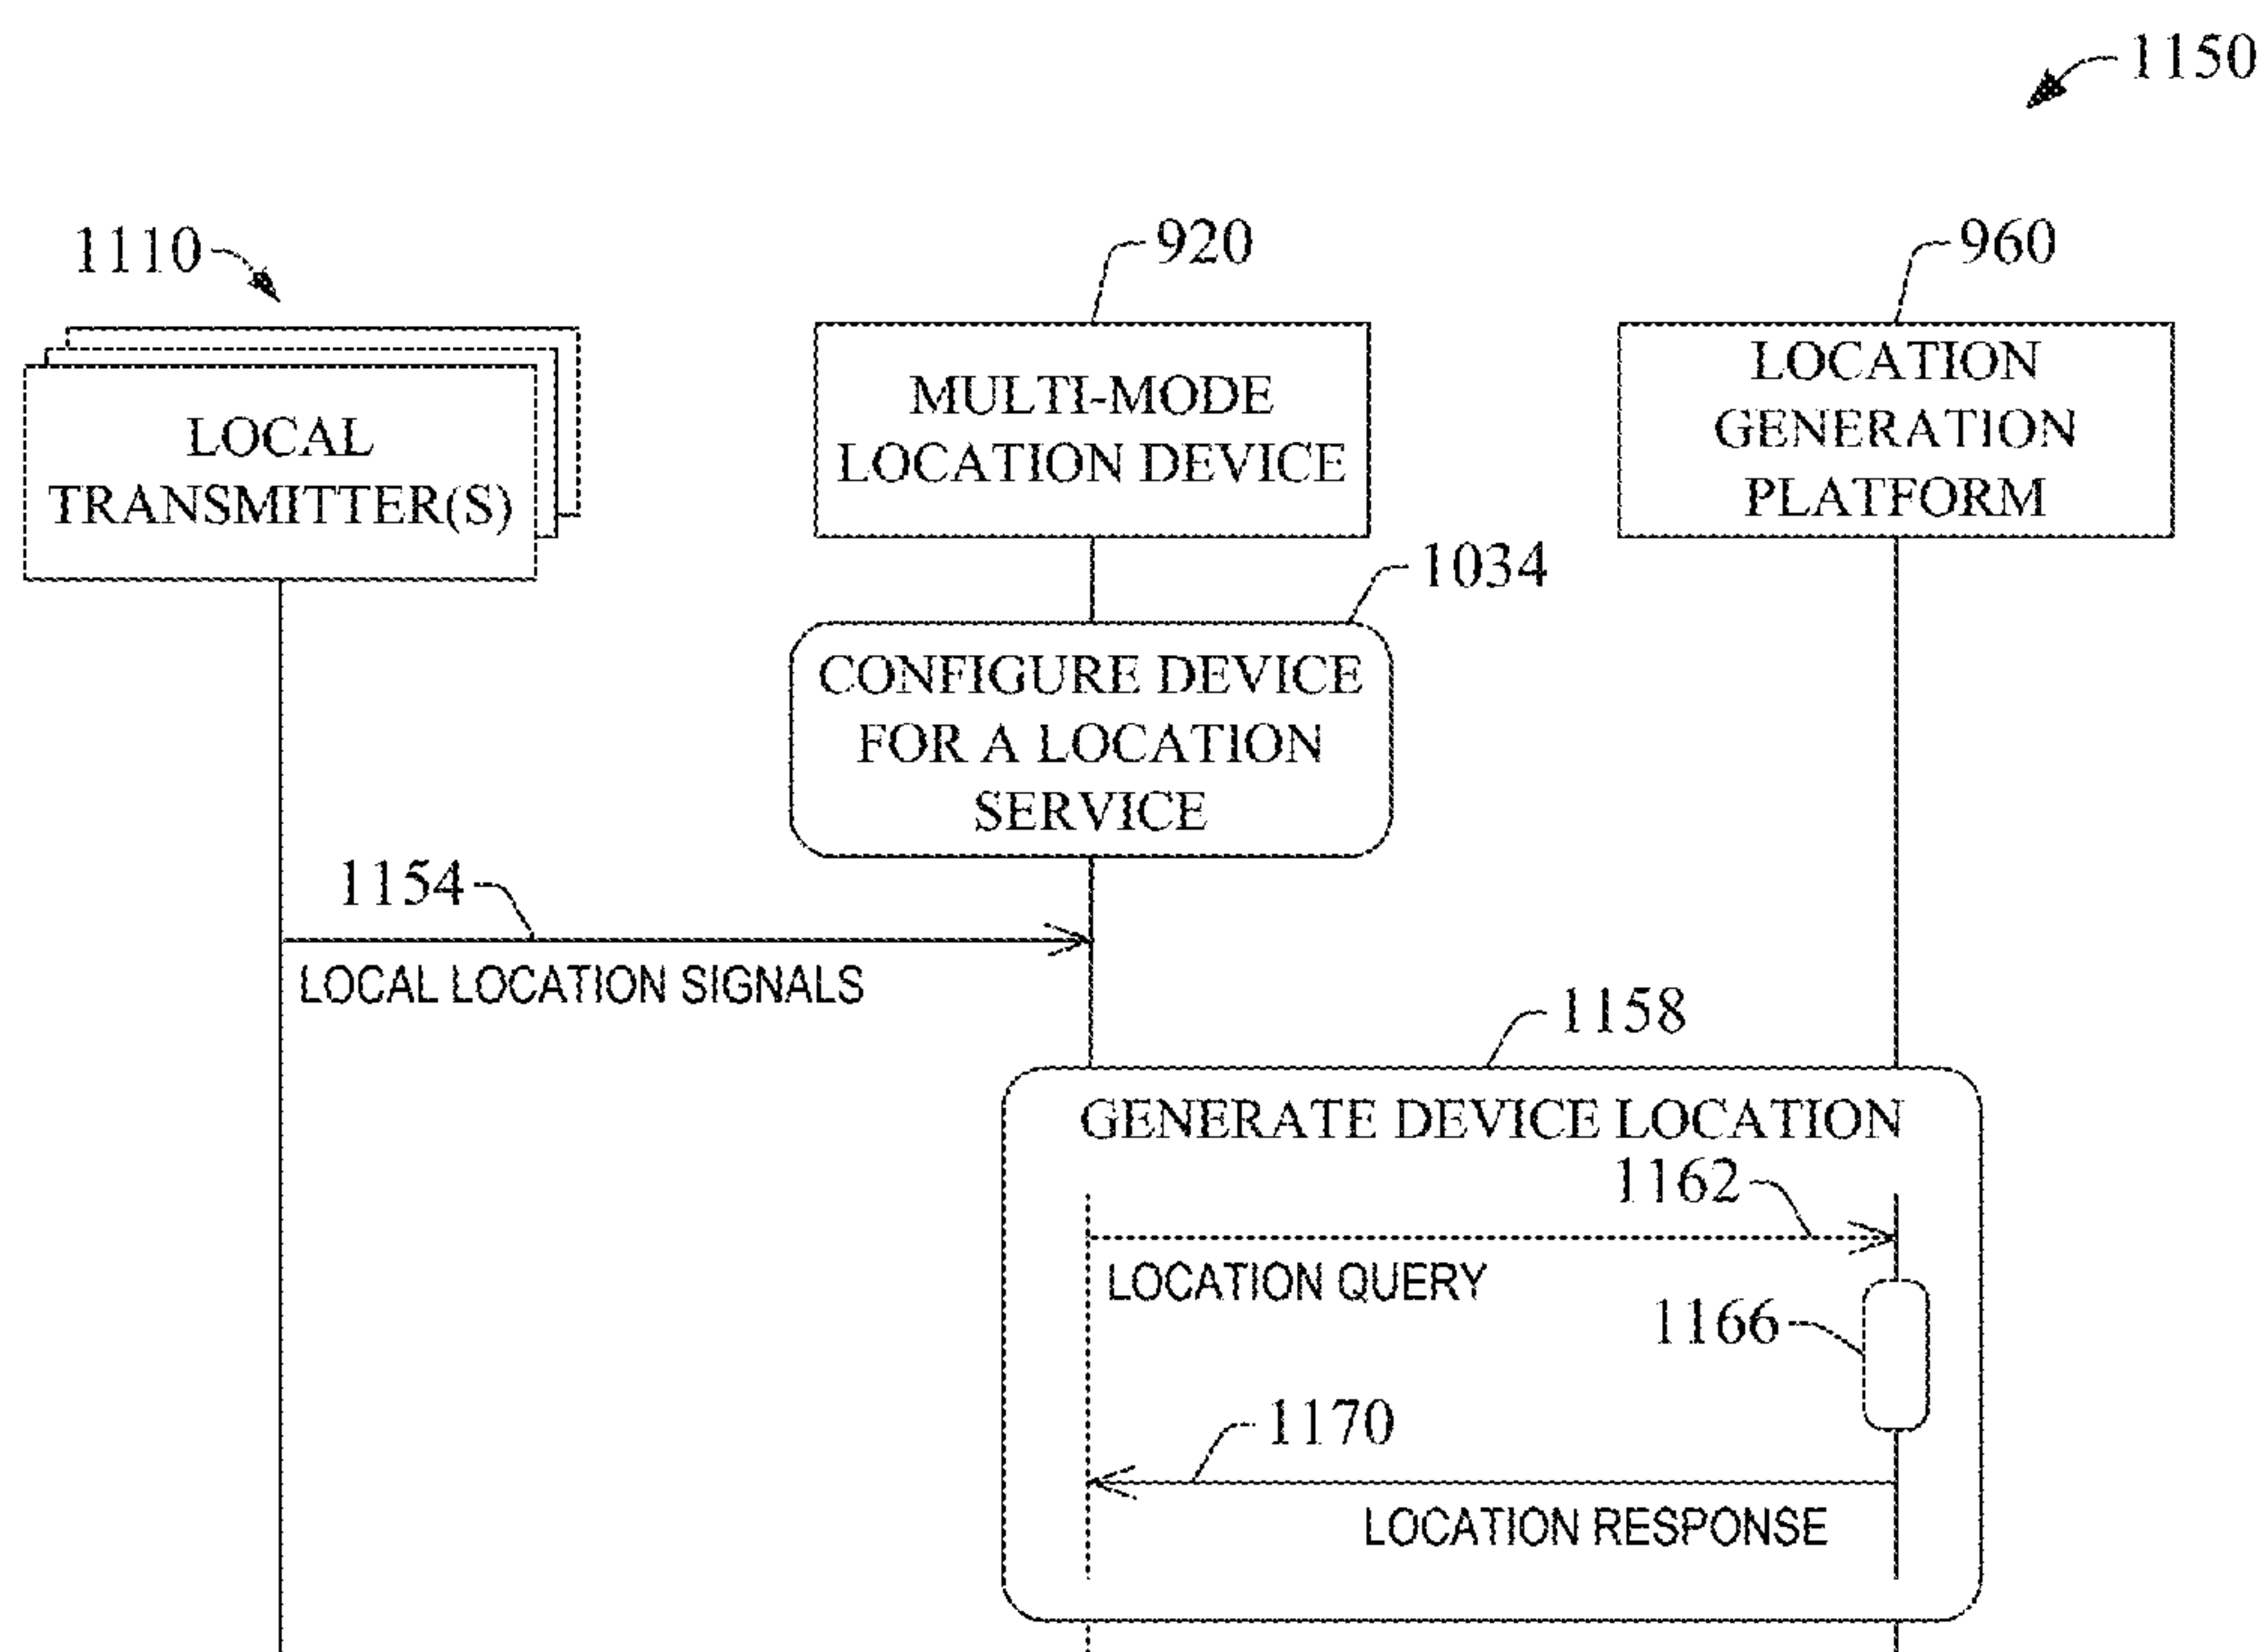 1150
1110
920
960
LOCAL
TRANSMITTER(S)
MULTI-MODE
LOCATION DEVICE
LOCATION
GENERATION
PLATFORM
1034
CONFIGURE DEVICE
FOR A LOCATION
SERVICE
1154
LOCAL LOCATION SIGNALS
1158
GENERATE DEVICE LOCATION
1162
LOCATION QUERY
1166
1170
LOCATION RESPONSE